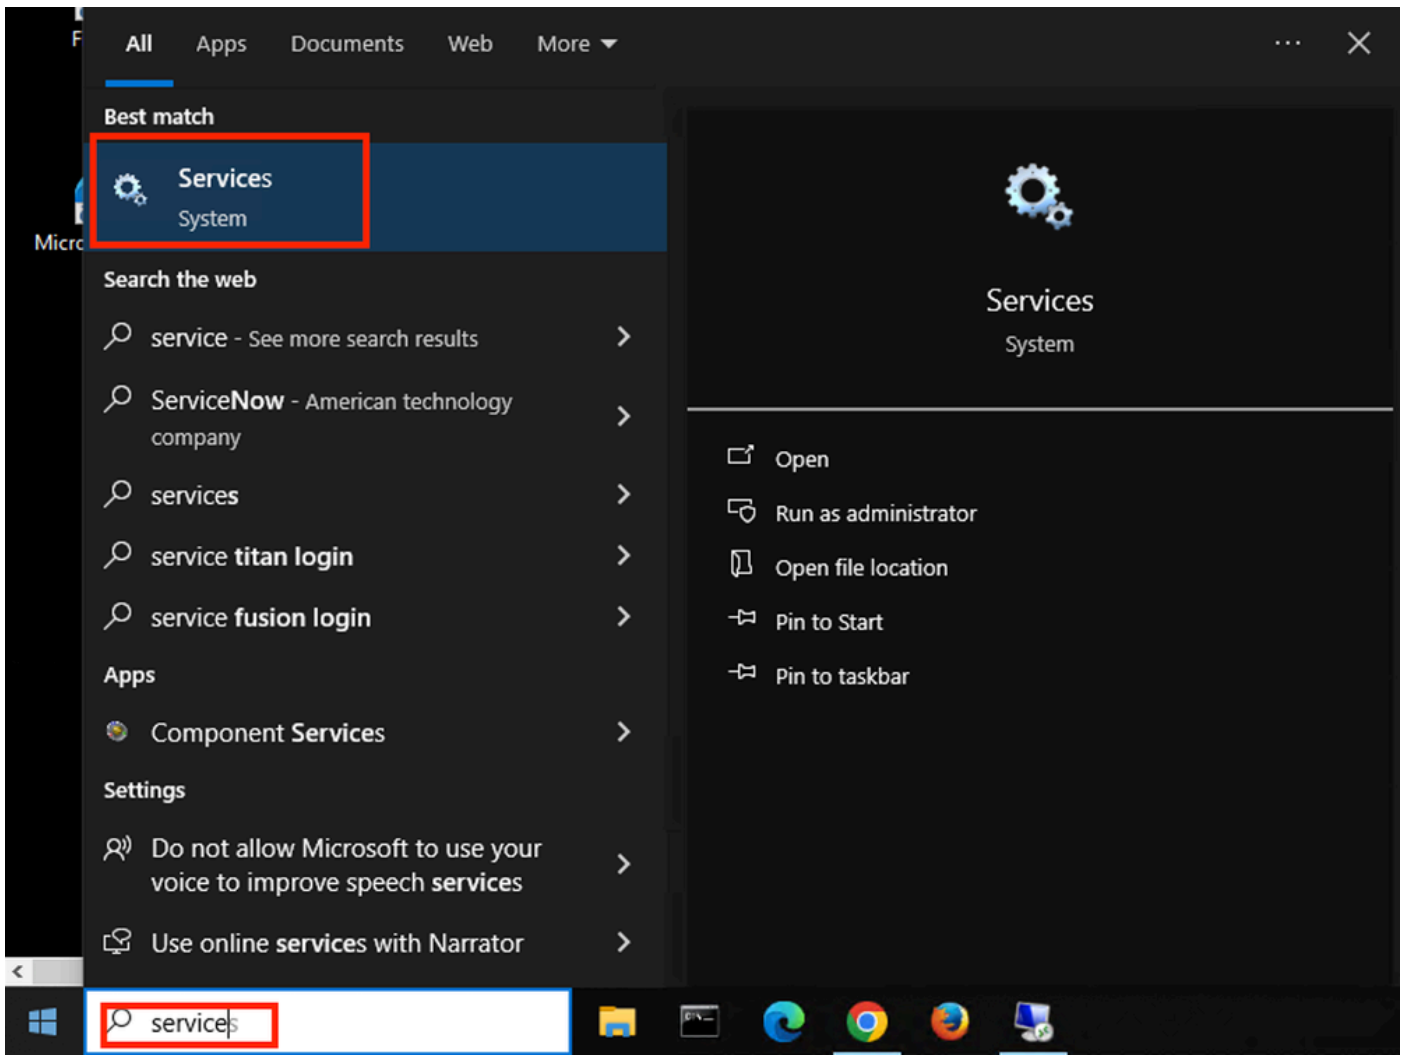 F
Micro
All Apps Documents Web More
Best match
Services
System
Search the web
service - See more search results
ServiceNow - American technology
company
services
service titan login
service fusion login
Apps
Component Services
Settings
Do not allow Microsoft to use your
voice to improve speech services
Use online services with Narrator
services
Services
System
Open
Run as administrator
Open file location
Pin to Start
Pin to taskbar